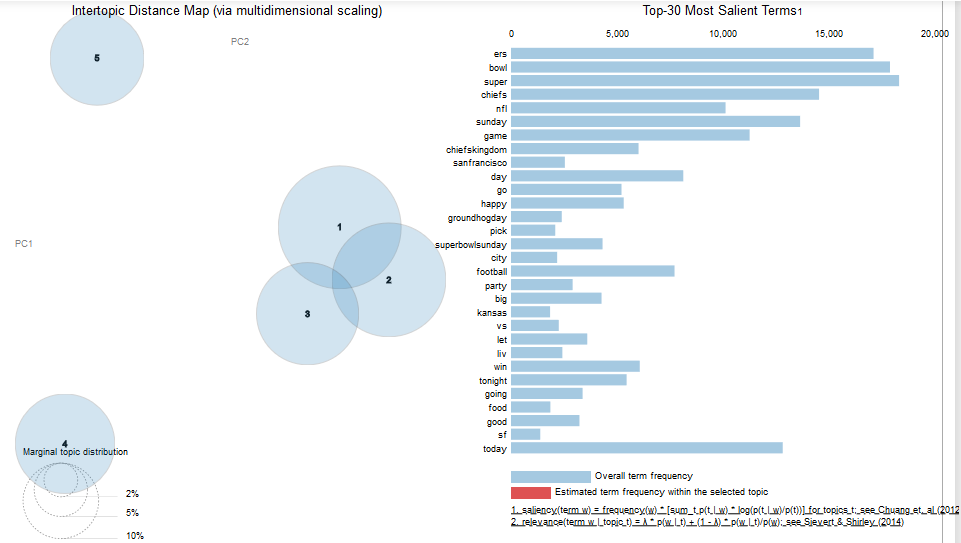 Intertopic Distance Map (via multidimensional scaling)
5
PC2
1
PC1
2
3
4
Marginal topic distribution
2%
5%
10%
Top-30 Most Salient Terms1
0 5,000 10,000 15,000 20,000
ers
bowl
super
chiefs
nfl
sunday
game
chiefskingdom
sanfrancisco
day
go
happy
groundhogday
pick
superbowlsunday
city
football
party
big
kansas
vs
let
liv
win
tonight
going
food
good
sf
today
Overall term frequency
Estimated term frequency within the selected topic
1. saliency(term w) = frequency(w) * [sum_t p(t | w) * log(p(t | w)/p(t))] for topics t; see Chuang et. al (2012
2. relevance(term w | topic t) = λ * p(w | t) + (1 - λ) * p(w | t)/p(w); see Sievert & Shirley (2014)